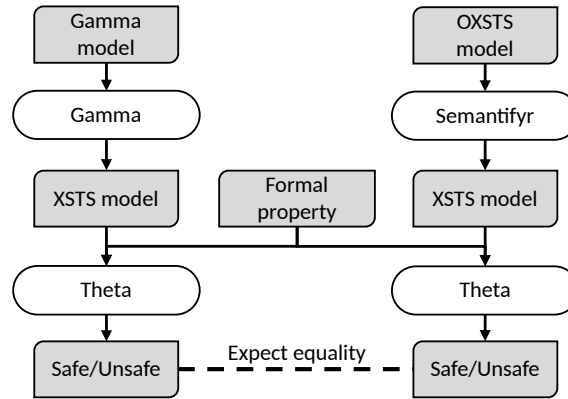 Gamma
model
OXSTS
model
Gamma
Semantifyr
XSTS model
Formal
property
XSTS model
Theta
Theta
Safe/Unsafe
Expect equality
Safe/Unsafe